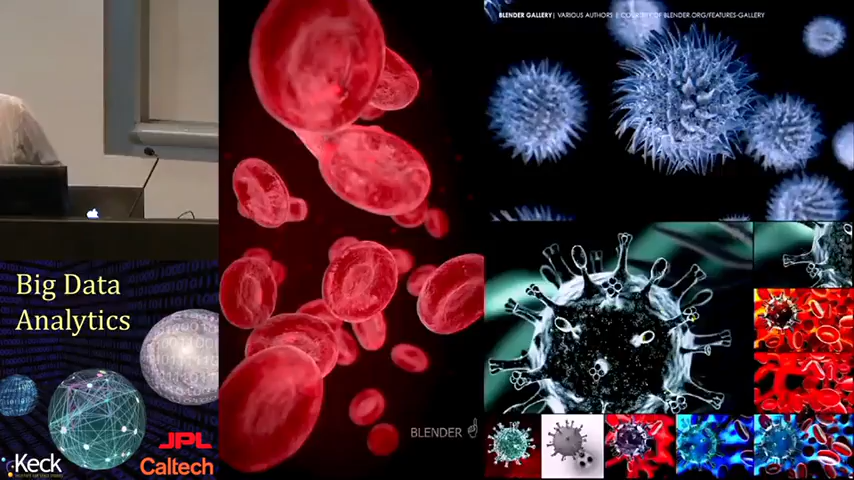 BLENDER GALLERY | VARIOUS AUTHORS | COURTESY OF BLENDER.ORG/FEATURES-GALLERY
Big Data
Analytics
BLENDER
JPL
Keck
Caltech